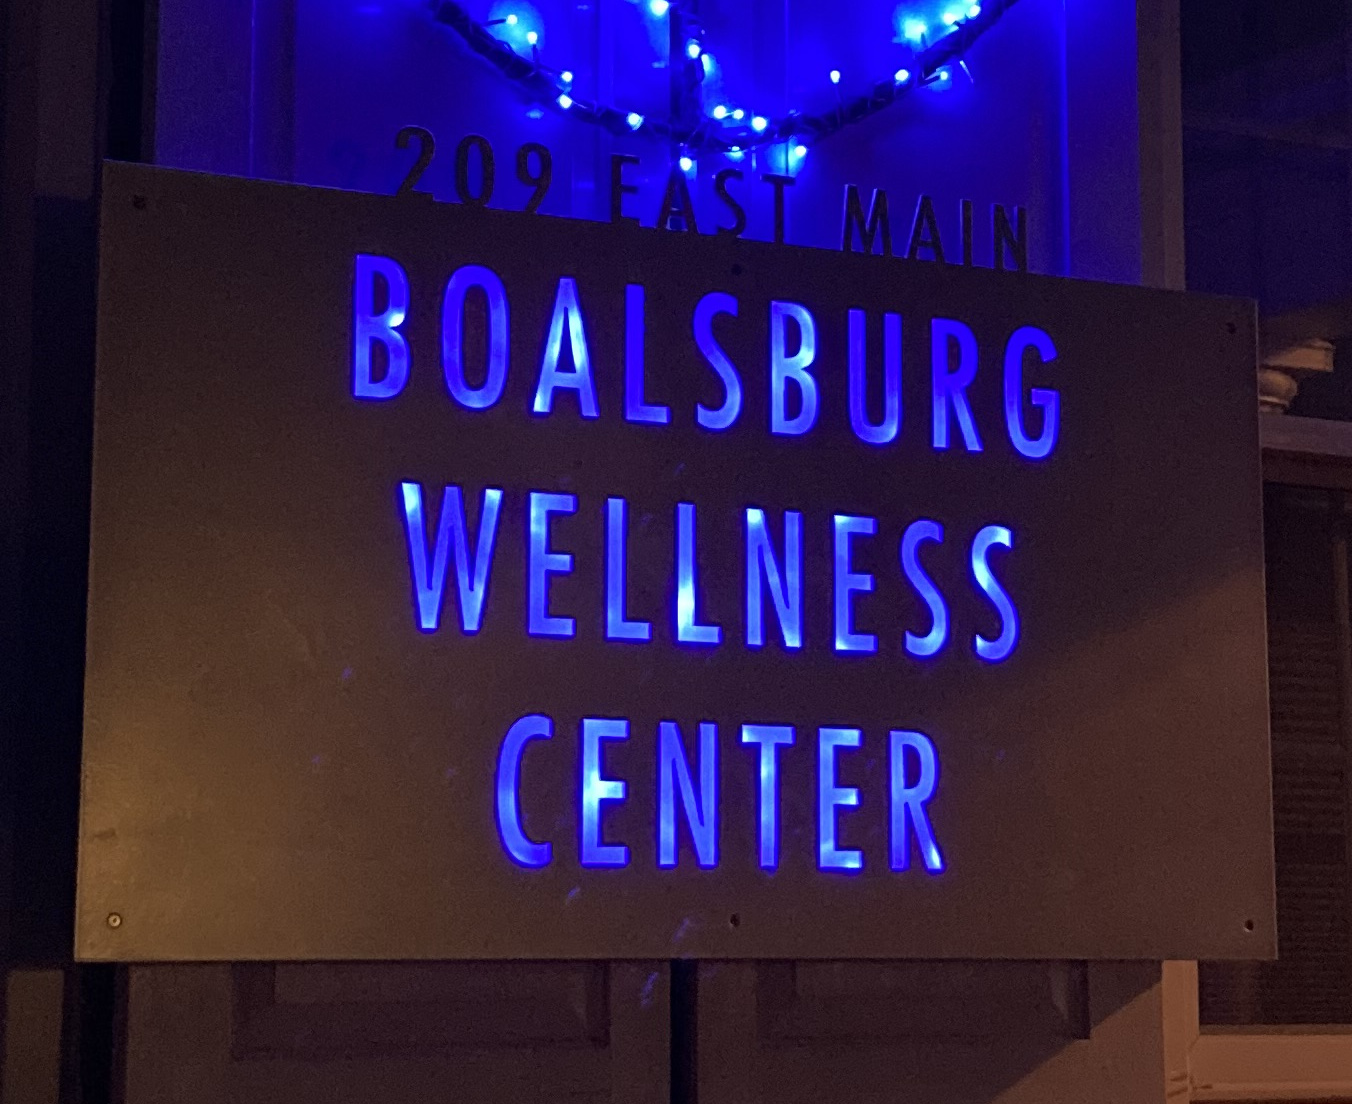 209 EAST MAIN
BOALSBURG
WELLNESS
CENTER